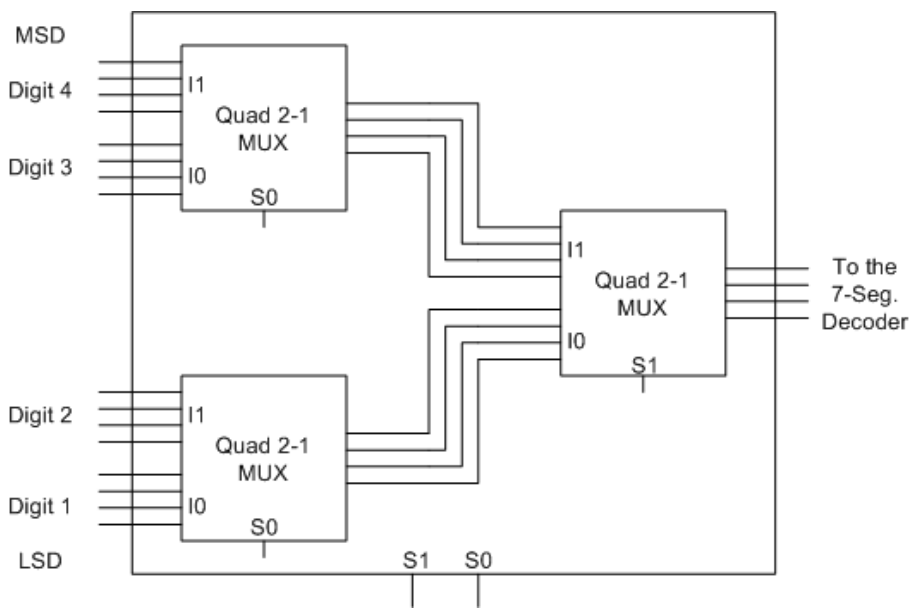 MSD
Digit 4
Digit 3
I1
I0
Quad 2-1
MUX
S0
Digit 2
Digit 1
LSD
I1
I0
Quad 2-1
MUX
S0
I1
I0
Quad 2-1
MUX
S1
To the
7-Seg.
Decoder
S1 S0